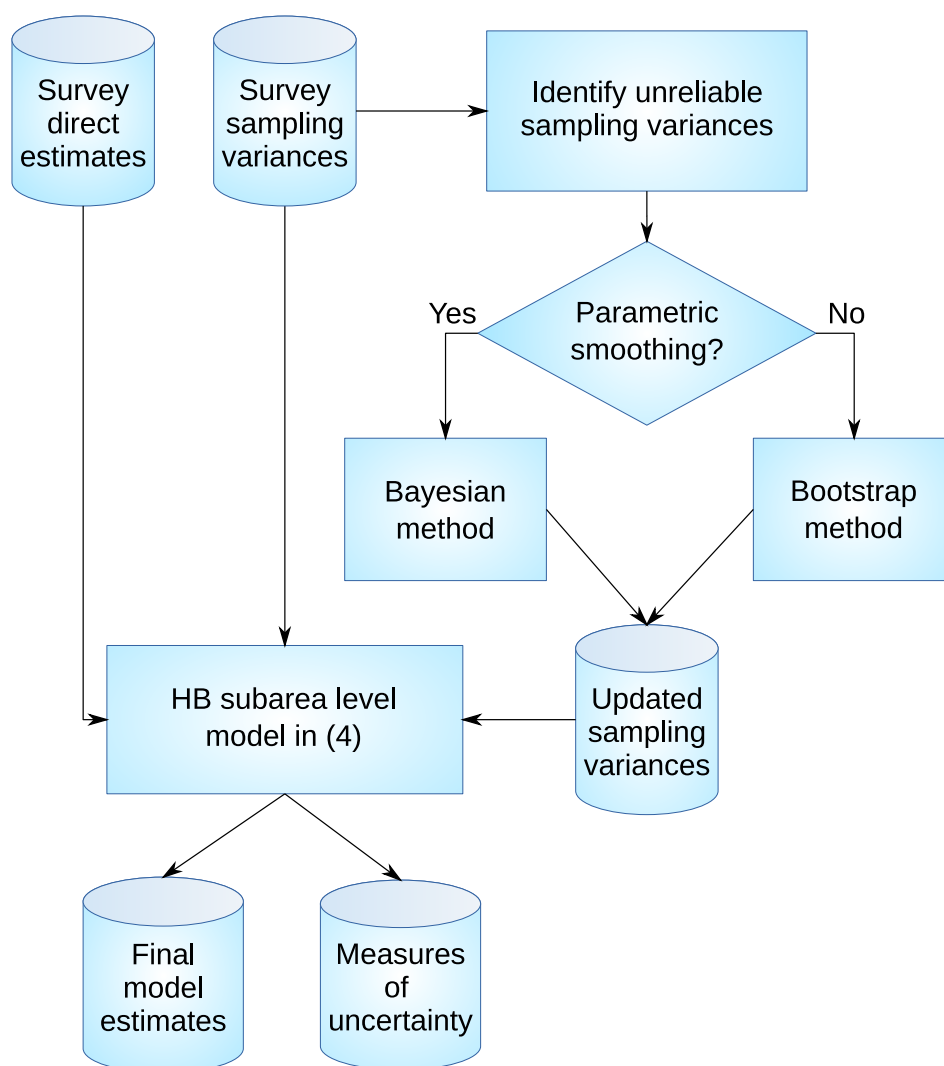 Survey
direct
estimates
Survey
sampling
variances
Identify unreliable
sampling variances
Parametric
smoothing?
Yes
No
Bayesian
method
Bootstrap
method
HB subarea level
model in (4)
Updated
sampling
variances
Final
model
estimates
Measures
of
uncertainty